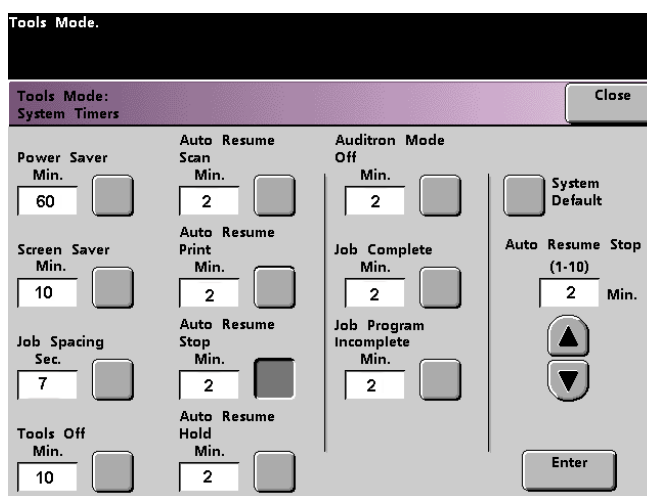 Tools Mode.
Tools Mode:
System Timers
Close
Power Saver
Min.
60
Screen Saver
Min.
10
Job Spacing
Sec.
7
Tools Off
Min.
10
Auto Resume
Scan
Min.
2
Auto Resume
Print
Min.
2
Auto Resume
Stop
Min.
2
Auto Resume
Hold
Min.
2
Auditron Mode
Off
Min.
2
Job Complete
Min.
2
Job Program
Incomplete
Min.
2
System
Default
Auto Resume Stop
(1-10)
2 Min.
Enter